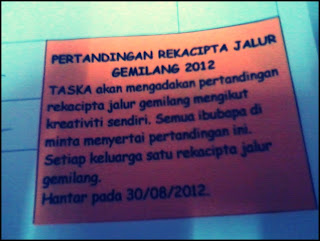 PERTANDINGAN REKACIPTA JALUR
GEMILANG 2012
TASKA akan mengadakan pertandingan
rekacipta jalur gemilang mengikut
kreativiti sendiri. Semua ibubapa di
minta menyertai pertandingan ini.
Setiap keluarga satu rekacipta jalur
gemilang.
Hantar pada 30/08/2012.